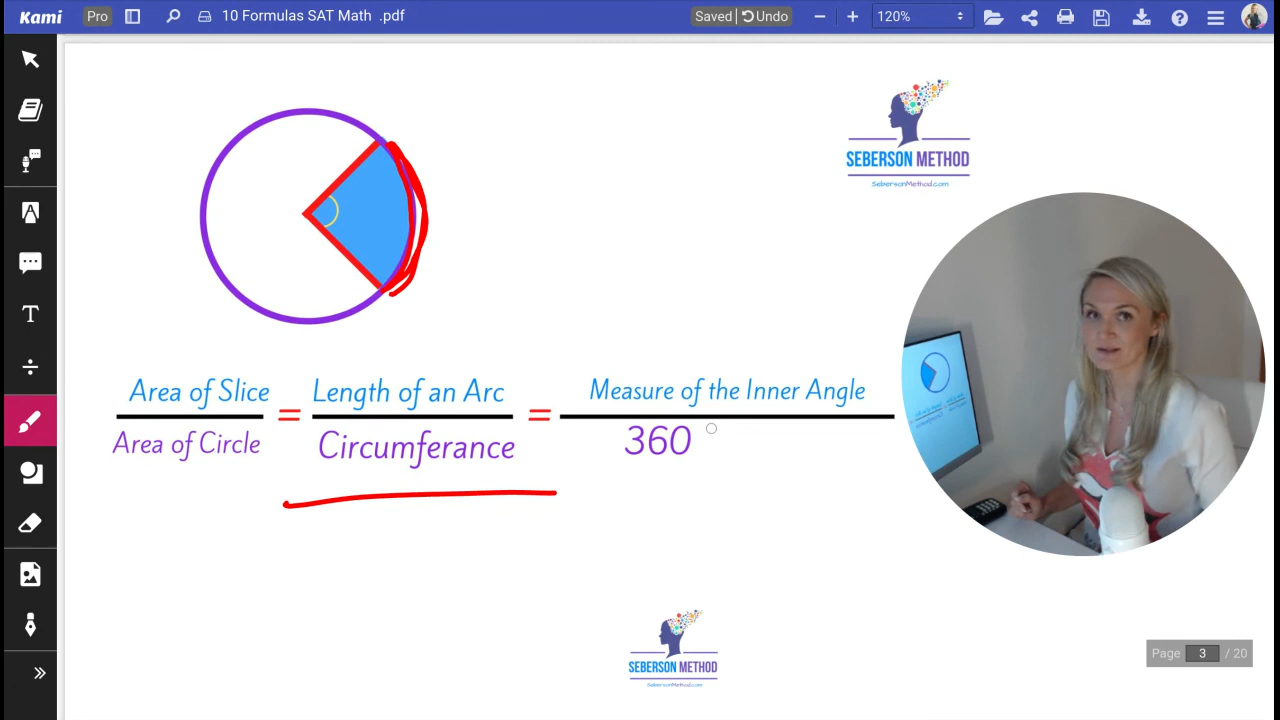 Kami Pro 10 Formulas SAT Math .pdf Saved Undo 120%
SEBERSON METHOD
SebersonMethod.com
Area of Slice = Length of an Arc = Measure of the Inner Angle
Area of Circle Circumferance 360
SEBERSON METHOD
SebersonMethod.com
Page 3 / 20